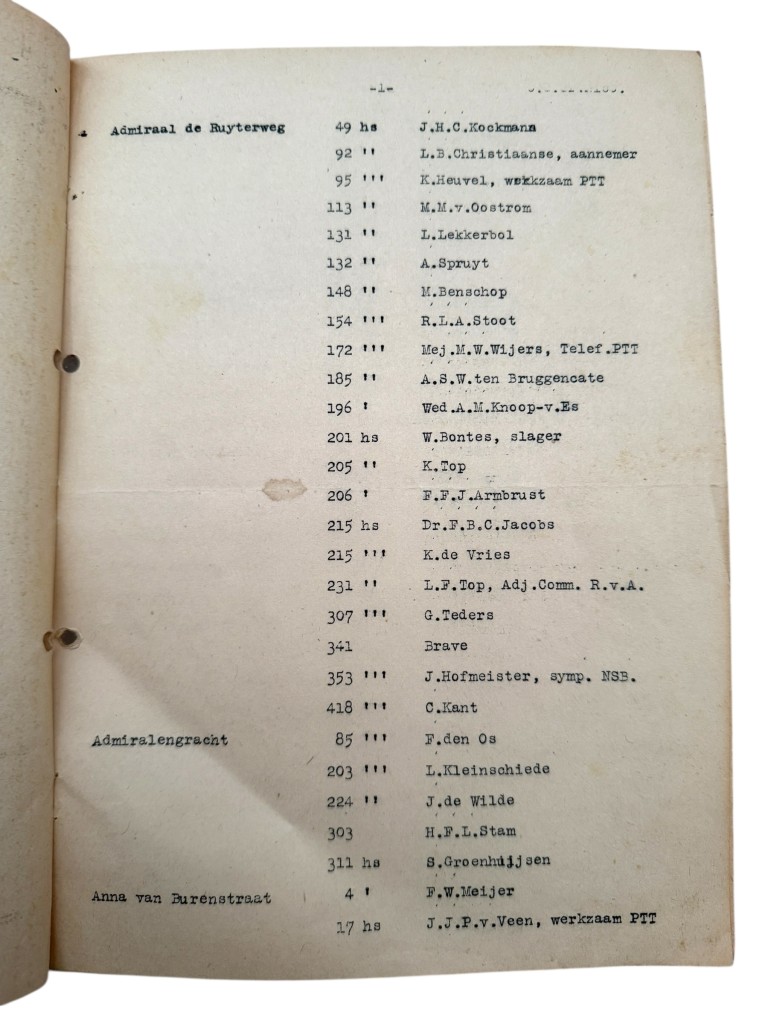 -1-
Admiraal de Ruyterweg 49 hs J.H.C.Kockmann
92 '' L.B.Christiaanse, aannemer
95 ''' K.Heuvel, werkzaam PTT
113 '' M.M.v.Oostrom
131 '' L.Lekkerbol
132 '' A.Spruyt
148 '' M.Benschop
154 ''' R.L.A.Stoot
172 ''' Mej.M.W.Wijers, Telef.PTT
185 '' A.S.W.ten Bruggencate
196 ' Wed.A.M.Knoop-v.Es
201 hs W.Bontes, slager
205 '' K.Top
206 ' F.F.J.Armbrust
215 hs Dr.F.B.C.Jacobs
215 ''' K.de Vries
231 '' L.F.Top, Adj.Comm. R.v.A.
307 ''' G.Teders
341 Brave
353 ''' J.Hofmeister, symp. NSB.
418 ''' C.Kant
Admiralengracht 85 ''' F.den Os
203 ''' L.Kleinschiede
224 '' J.de Wilde
303 H.F.L.Stam
311 hs S.Groenhuijsen
Anna van Burenstraat 4 ' F.W.Meijer
17 hs J.J.P.v.Veen, werkzaam PTT